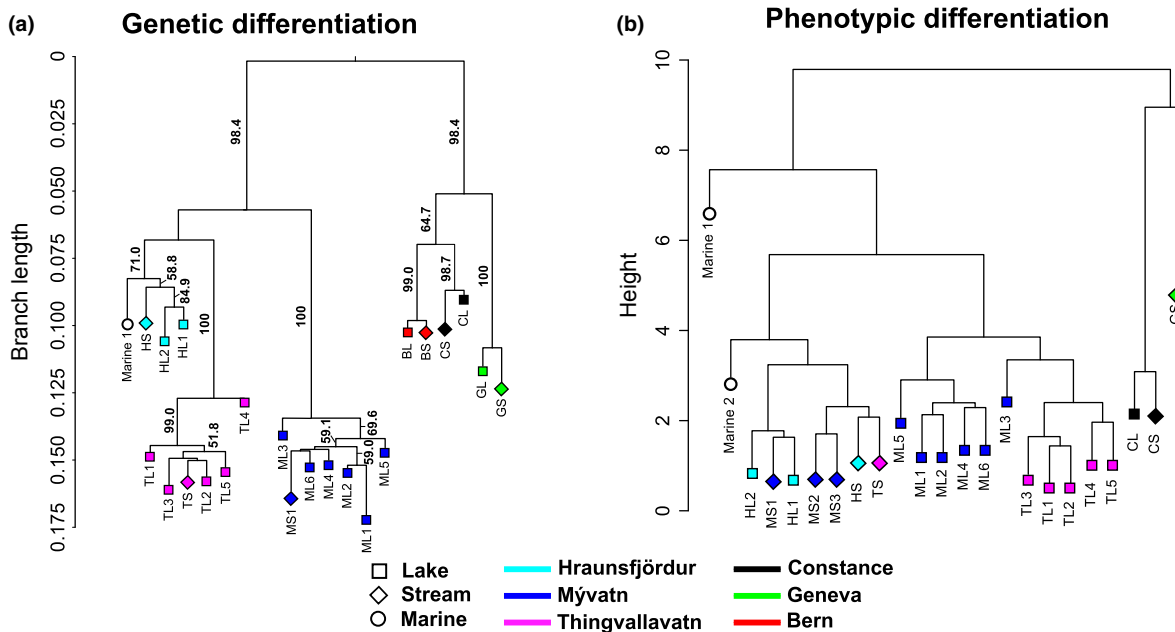 (a)
Genetic differentiation
0
0.025
0.050
0.075
0.100
0.125
0.150
0.175
Branch length
98.4
98.4
71.0
58.8
84.9
100
100
64.7
99.0
98.7
100
99.0
51.8
59.1
69.6
59.0
Marine 1
HS
HL2
HL1
TL1
TL3
TS
TL2
TL5
TL4
ML3
MS1
ML6
ML4
ML2
ML1
ML5
BL
BS
CS
CL
GL
GS
(b)
Phenotypic differentiation
10
8
6
4
2
0
Height
Marine 1
Marine 2
HL2
MS1
HL1
MS2
MS3
HS
TS
ML5
ML1
ML2
ML4
ML6
ML3
TL3
TL1
TL2
TL4
TL5
CL
CS
Lake
Stream
Marine
Hraunsfjördur
Mývatn
Thingvallavatn
Constance
Geneva
Bern